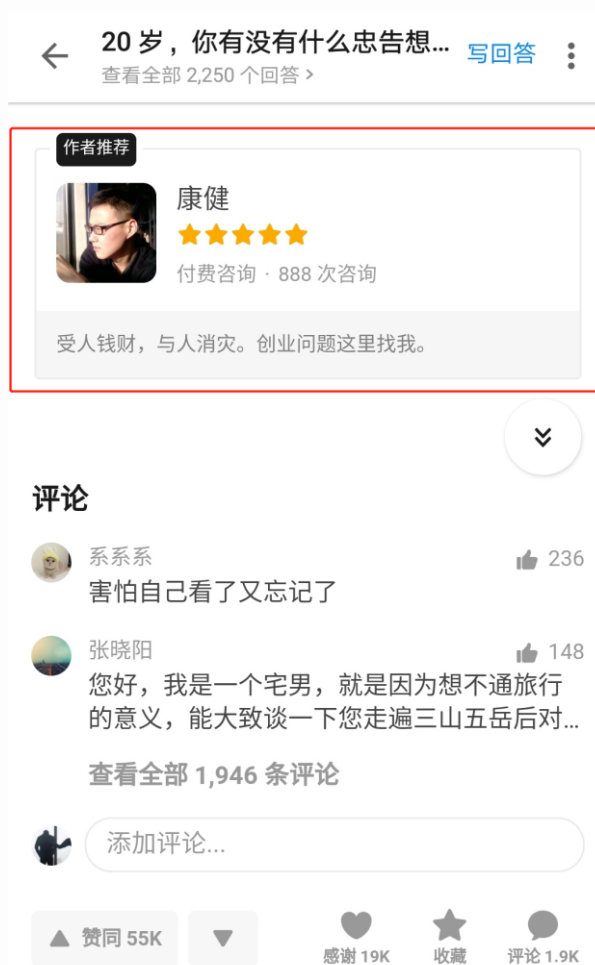 20 岁，你有没有什么忠告想...
写回答
查看全部 2,250 个回答 >
作者推荐
康健
付费咨询 · 888 次咨询
受人钱财，与人消灾。创业问题这里找我。
评论
系系系
236
害怕自己看了又忘记了
张晓阳
148
您好，我是一个宅男，就是因为想不通旅行
的意义，能大致谈一下您走遍三山五岳后对...
查看全部 1,946 条评论
添加评论...
赞同 55K
感谢 19K
收藏
评论 1.9K